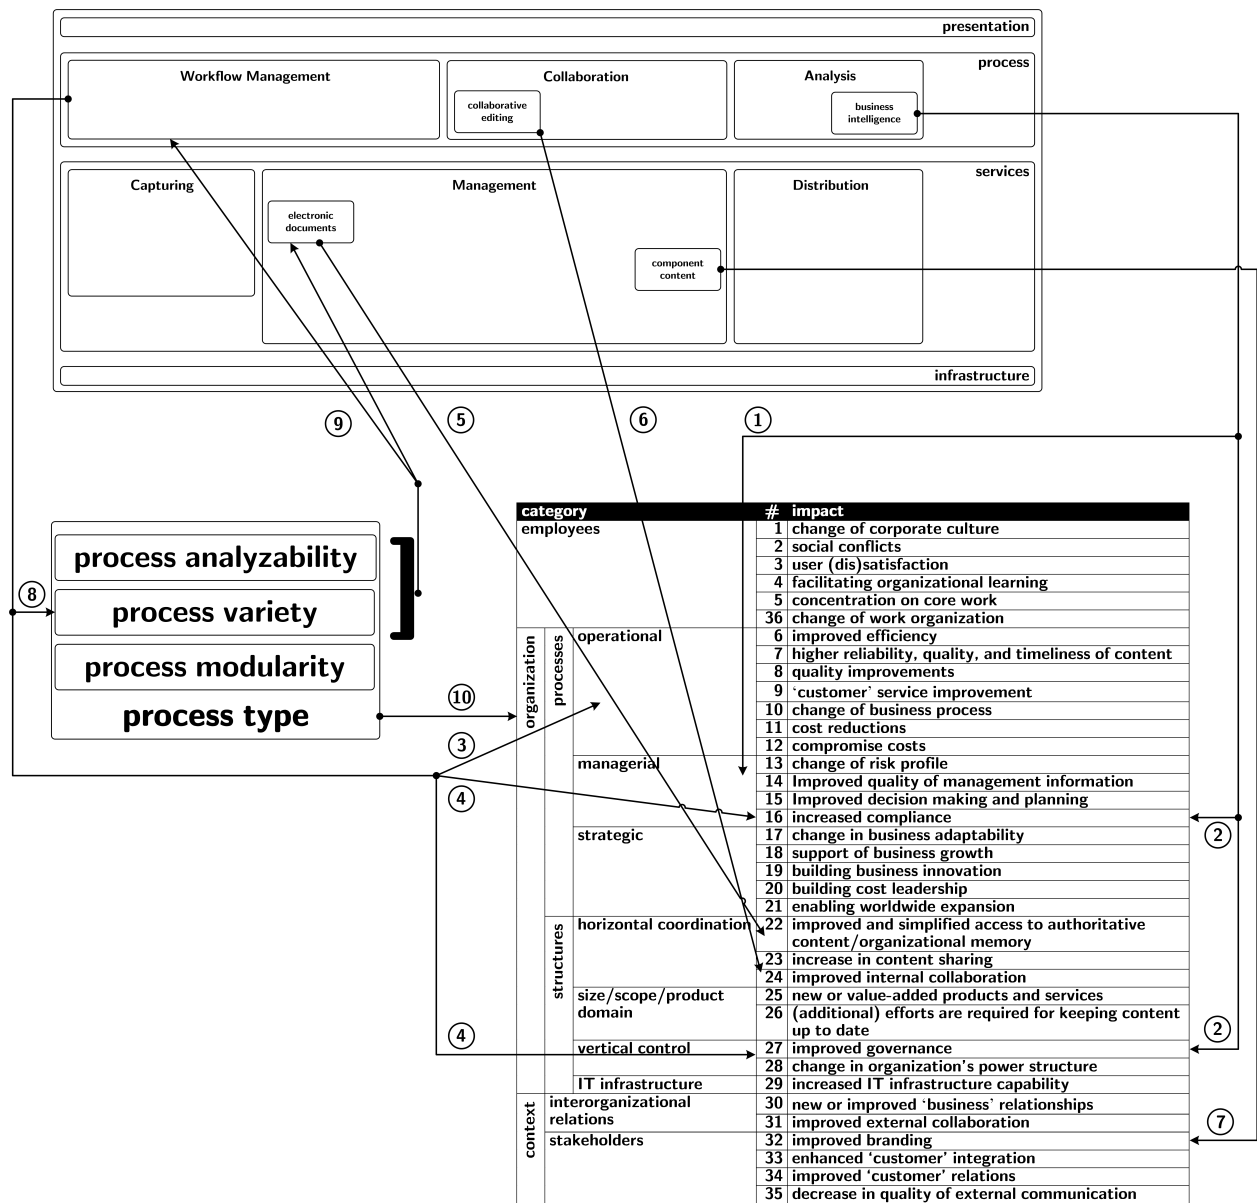 presentation
process
Workflow Management
Collaboration
Analysis
collaborative
editing
business
intelligence
services
Capturing
Management
Distribution
electronic
documents
component
content
infrastructure
9
5
6
1
category # impact
employees 1 change of corporate culture
2 social conflicts
3 user (dis)satisfaction
4 facilitating organizational learning
5 concentration on core work
36 change of work organization
organization
processes
operational 6 improved efficiency
7 higher reliability, quality, and timeliness of content
8 quality improvements
9 ‘customer’ service improvement
10 change of business process
11 cost reductions
12 compromise costs
managerial 13 change of risk profile
14 Improved quality of management information
15 Improved decision making and planning
16 increased compliance
strategic 17 change in business adaptability
18 support of business growth
19 building business innovation
20 building cost leadership
21 enabling worldwide expansion
structures
horizontal coordination 22 improved and simplified access to authoritative
content/organizational memory
23 increase in content sharing
24 improved internal collaboration
size/scope/product 25 new or value-added products and services
domain 26 (additional) efforts are required for keeping content
up to date
vertical control 27 improved governance
28 change in organization's power structure
IT infrastructure 29 increased IT infrastructure capability
context
interorganizational 30 new or improved ‘business’ relationships
relations 31 improved external collaboration
stakeholders 32 improved branding
33 enhanced ‘customer’ integration
34 improved ‘customer’ relations
35 decrease in quality of external communication
process analyzability
process variety
process modularity
process type
]
8
10
3
4
4
2
2
7